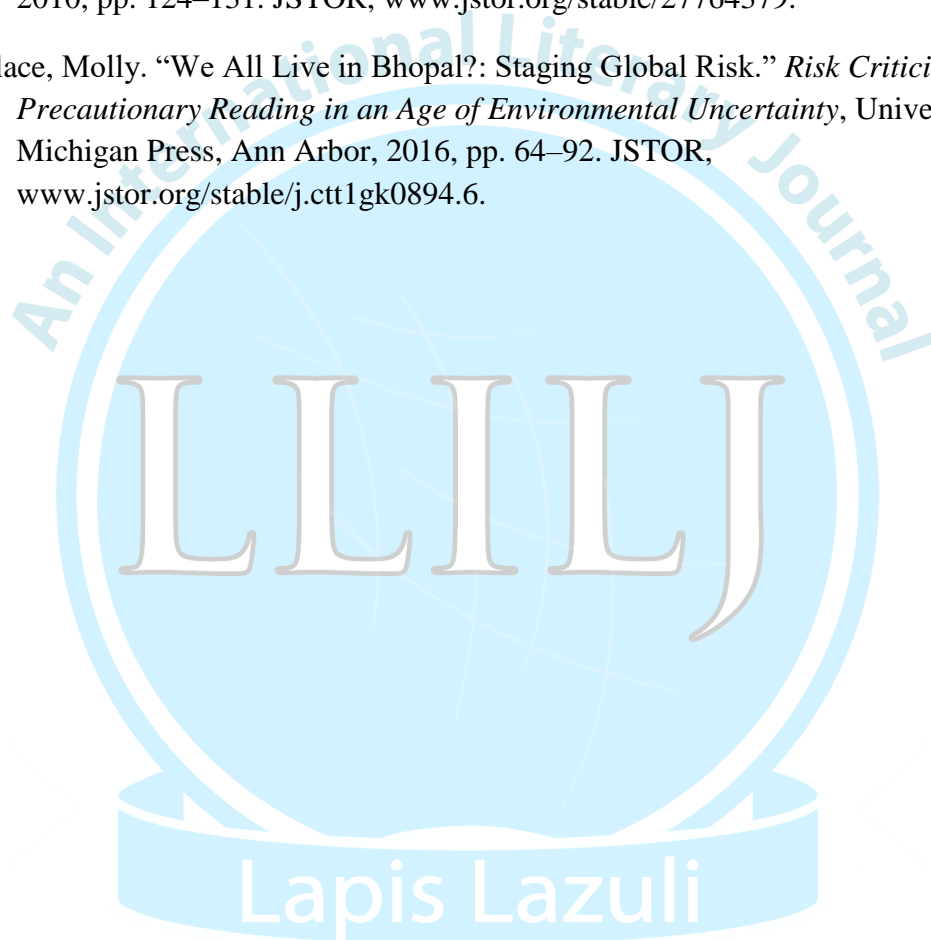 2010, pp. 124–131. JSTOR, www.jstor.org/stable/27764379.
lace, Molly. “We All Live in Bhopal?: Staging Global Risk.” Risk Critici
Precautionary Reading in an Age of Environmental Uncertainty, Unive
Michigan Press, Ann Arbor, 2016, pp. 64–92. JSTOR,
www.jstor.org/stable/j.ctt1gk0894.6.
An International Literary Journal
LLILJ
Lapis Lazuli